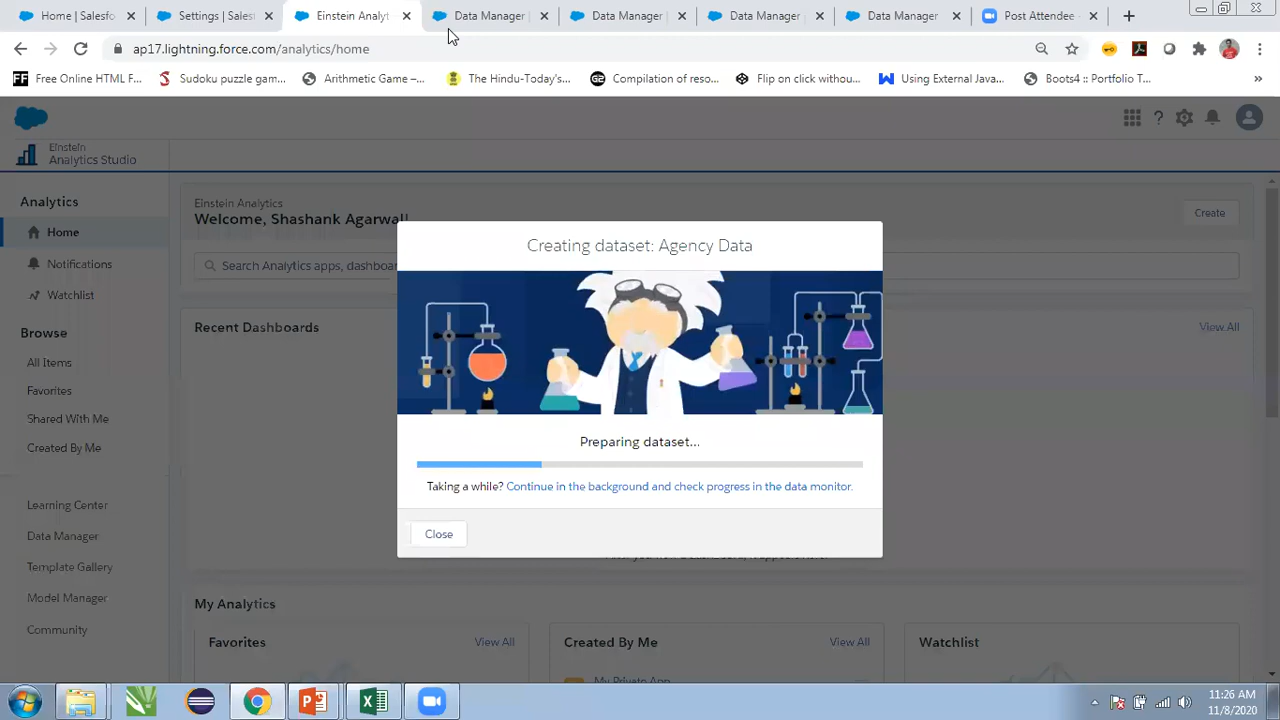 Home | Salesfo
Settings | Salesf
Einstein Analyt
Data Manager
Data Manager
Data Manager
Data Manager
Post Attendee -
ap17.lightning.force.com/analytics/home
Free Online HTML F...
Sudoku puzzle gam...
Arithmetic Game –...
The Hindu-Today's...
Compilation of reso...
Flip on click withou...
Using External Java...
Boots4 :: Portfolio T...
Einstein
Analytics Studio
Analytics
Home
Notifications
Watchlist
Browse
All Items
Favorites
Shared With Me
Created By Me
Learning Center
Data Manager
Template Gallery
Model Manager
Community
Einstein Analytics
Welcome, Shashank Agarwal!
Create
Search Analytics apps, dashboar
Recent Dashboards
View All
Creating dataset: Agency Data
Preparing dataset...
Taking a while? Continue in the background and check progress in the data monitor.
Close
My Analytics
Favorites
View All
Created By Me
View All
Watchlist
My Private App
11:26 AM
11/8/2020